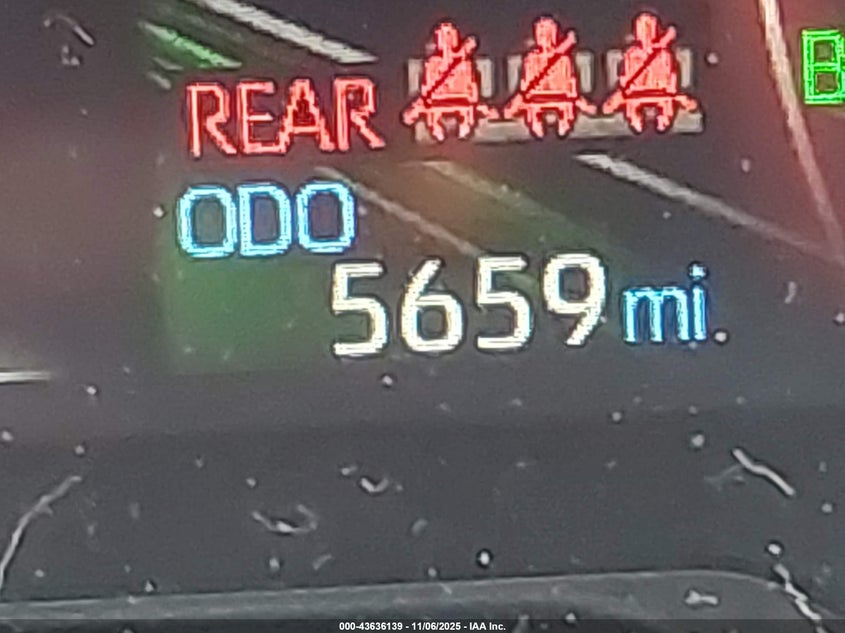 REAR
B
ODO
5659 mi
000-43636139 - 11/06/2025 - IAA Inc.